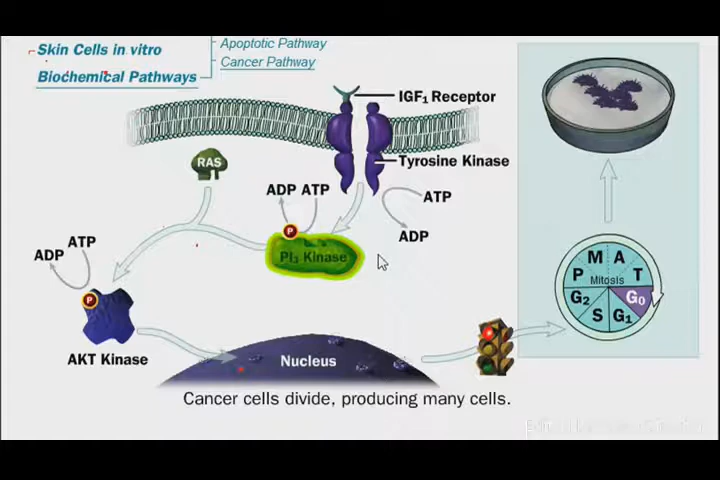 Skin Cells in vitro
Biochemical Pathways
Apoptotic Pathway
Cancer Pathway
IGF₁ Receptor
Tyrosine Kinase
RAS
ADP ATP
ATP
ADP
P
PI₃ Kinase
ATP
ADP
P
AKT Kinase
Nucleus
M A
P T
Mitosis
G₂ G₀
S G₁
Cancer cells divide, producing many cells.